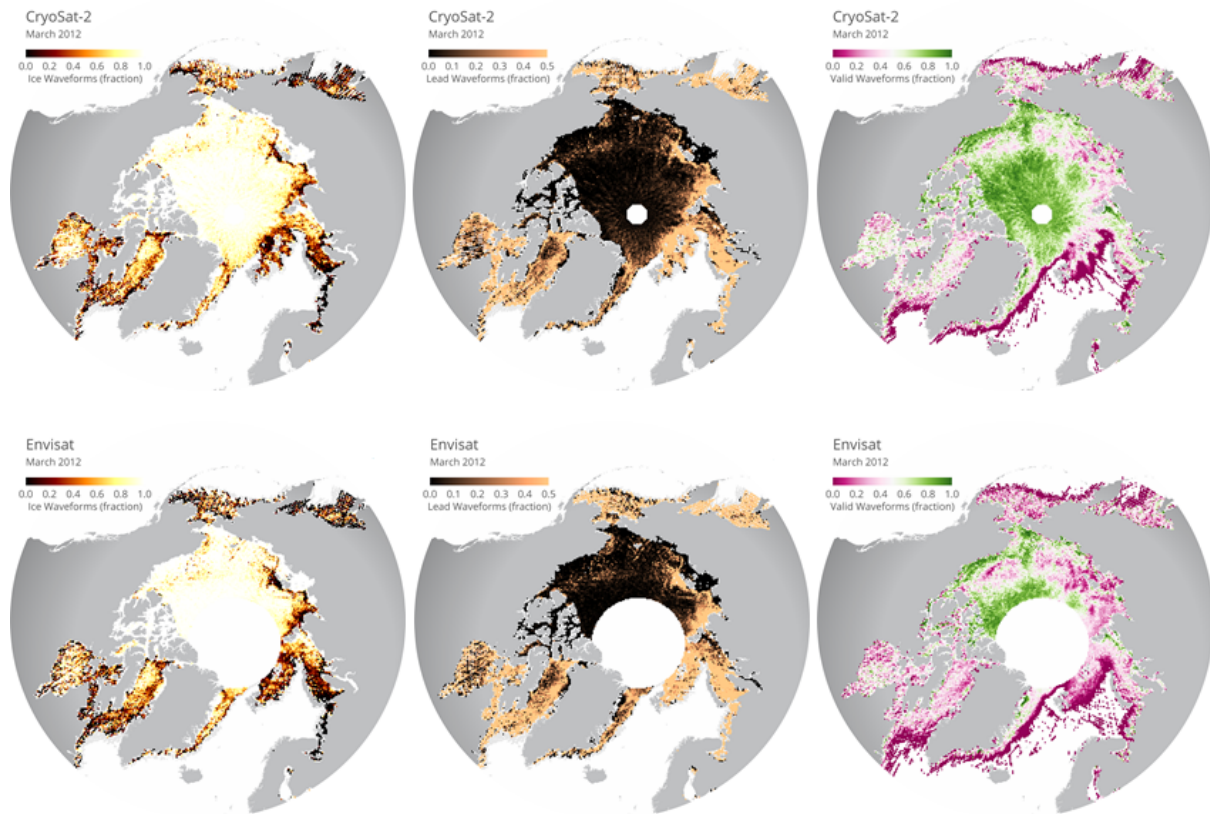 CryoSat-2
March 2012
0.0 0.2 0.4 0.6 0.8 1.0
Ice Waveforms (fraction)
CryoSat-2
March 2012
0.0 0.1 0.2 0.3 0.4 0.5
Lead Waveforms (fraction)
CryoSat-2
March 2012
0.0 0.2 0.4 0.6 0.8 1.0
Valid Waveforms (fraction)
Envisat
March 2012
0.0 0.2 0.4 0.6 0.8 1.0
Ice Waveforms (fraction)
Envisat
March 2012
0.0 0.1 0.2 0.3 0.4 0.5
Lead Waveforms (fraction)
Envisat
March 2012
0.0 0.2 0.4 0.6 0.8 1.0
Valid Waveforms (fraction)